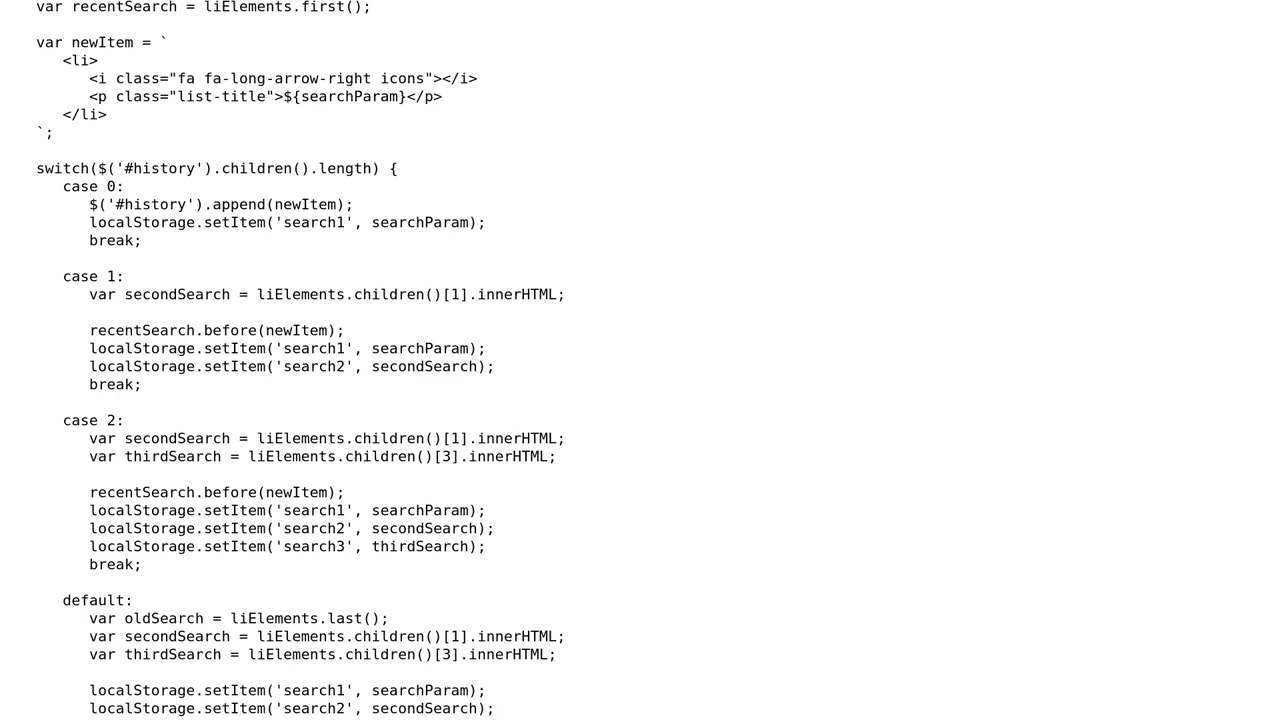 var recentSearch = liElements.first();
var newItem = `
<li>
<i class="fa fa-long-arrow-right icons"></i>
<p class="list-title">${searchParam}</p>
</li>
`;
switch($('#history').children().length) {
case 0:
$('#history').append(newItem);
localStorage.setItem('search1', searchParam);
break;
case 1:
var secondSearch = liElements.children()[1].innerHTML;
recentSearch.before(newItem);
localStorage.setItem('search1', searchParam);
localStorage.setItem('search2', secondSearch);
break;
case 2:
var secondSearch = liElements.children()[1].innerHTML;
var thirdSearch = liElements.children()[3].innerHTML;
recentSearch.before(newItem);
localStorage.setItem('search1', searchParam);
localStorage.setItem('search2', secondSearch);
localStorage.setItem('search3', thirdSearch);
break;
default:
var oldSearch = liElements.last();
var secondSearch = liElements.children()[1].innerHTML;
var thirdSearch = liElements.children()[3].innerHTML;
localStorage.setItem('search1', searchParam);
localStorage.setItem('search2', secondSearch);